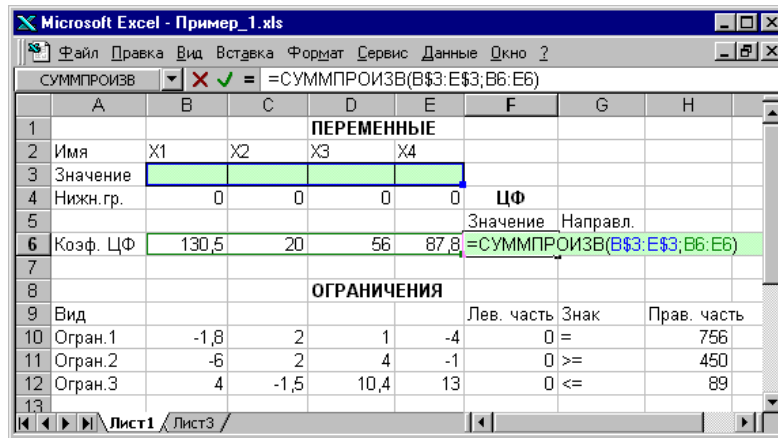 Microsoft Excel - Пример_1.xls
Файл Правка Вид Вставка Формат Сервис Данные Окно ?
СУММПРОИЗВ = =СУММПРОИЗВ(B$3:E$3;B6:E6)
A B C D E F G H
1 ПЕРЕМЕННЫЕ
2 Имя X1 X2 X3 X4
3 Значение
4 Нижн.гр. 0 0 0 0 ЦФ
5 Значение Направл.
6 Коэф. ЦФ 130,5 20 56 87,8 =СУММПРОИЗВ(B$3:E$3;B6:E6)
7
8 ОГРАНИЧЕНИЯ
9 Вид Лев. часть Знак Прав. часть
10 Огран.1 -1,8 2 1 -4 0 = 756
11 Огран.2 -6 2 4 -1 0 >= 450
12 Огран.3 4 -1,5 10,4 13 0 <= 89
13
Лист1 Лист3